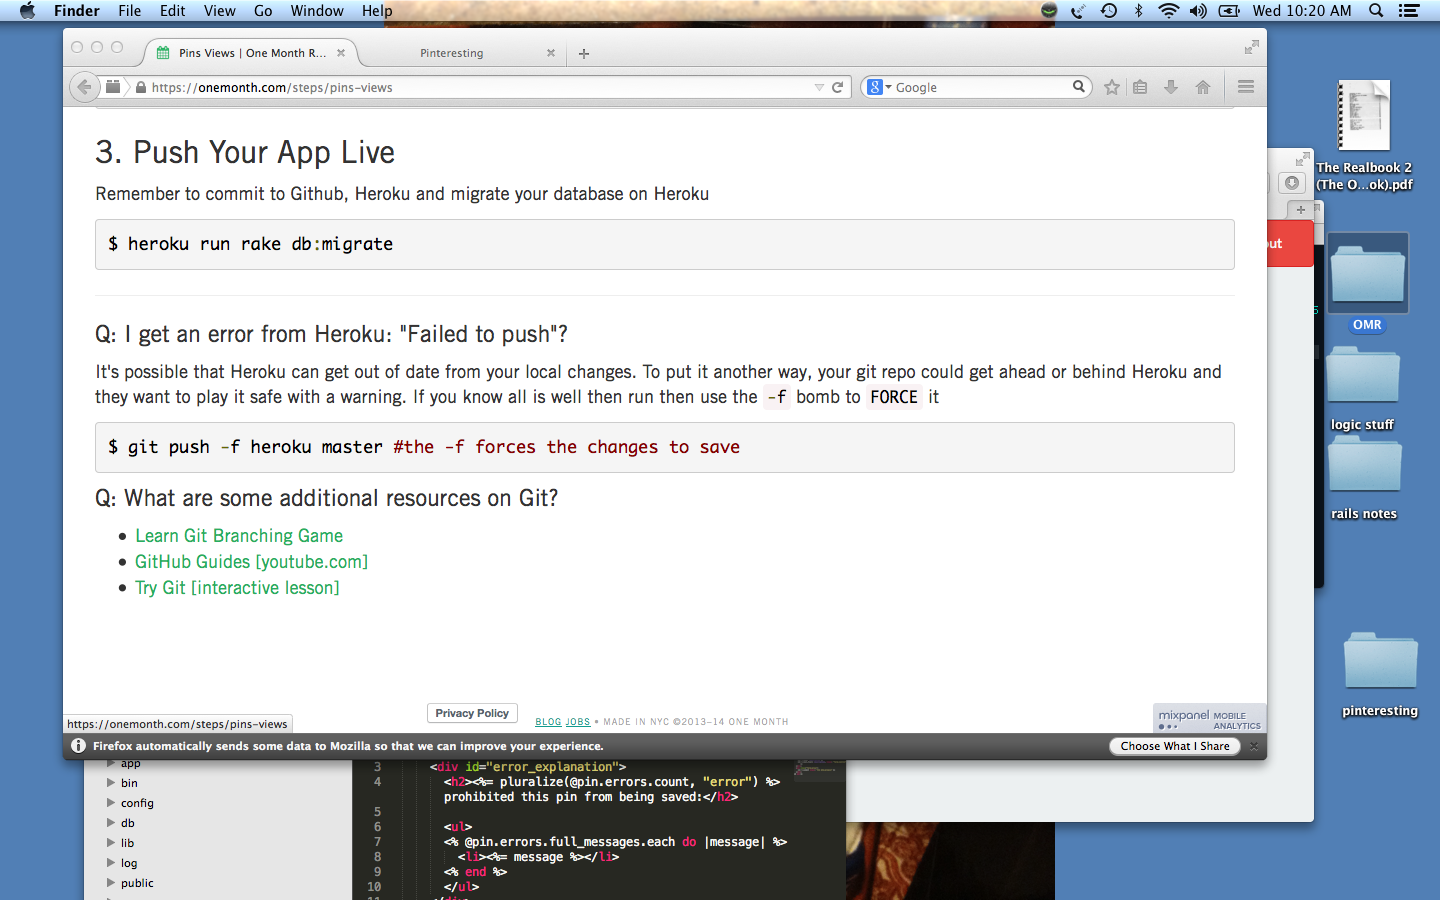 Finder File Edit View Go Window Help Wed 10:20 AM
Pins Views | One Month R... Pinteresting
https://onemonth.com/steps/pins-views Google
3. Push Your App Live
Remember to commit to Github, Heroku and migrate your database on Heroku
$ heroku run rake db:migrate
Q: I get an error from Heroku: "Failed to push"?
It's possible that Heroku can get out of date from your local changes. To put it another way, your git repo could get ahead or behind Heroku and
they want to play it safe with a warning. If you know all is well then run then use the -f bomb to FORCE it
$ git push -f heroku master #the -f forces the changes to save
Q: What are some additional resources on Git?
Learn Git Branching Game
GitHub Guides [youtube.com]
Try Git [interactive lesson]
https://onemonth.com/steps/pins-views
Privacy Policy
BLOG JOBS • MADE IN NYC ©2013-14 ONE MONTH
mixpanel MOBILE
ANALYTICS
Firefox automatically sends some data to Mozilla so that we can improve your experience. Choose What I Share
The Realbook 2
(The O...ok).pdf
out
OMR
logic stuff
rails notes
pinteresting
app
bin
config
db
lib
log
public
3 <div id="error_explanation">
4 <h2><%= pluralize(@pin.errors.count, "error") %>
prohibited this pin from being saved:</h2>
5
6 <ul>
7 <% @pin.errors.full_messages.each do |message| %>
8 <li><%= message %></li>
9 <% end %>
10 </ul>